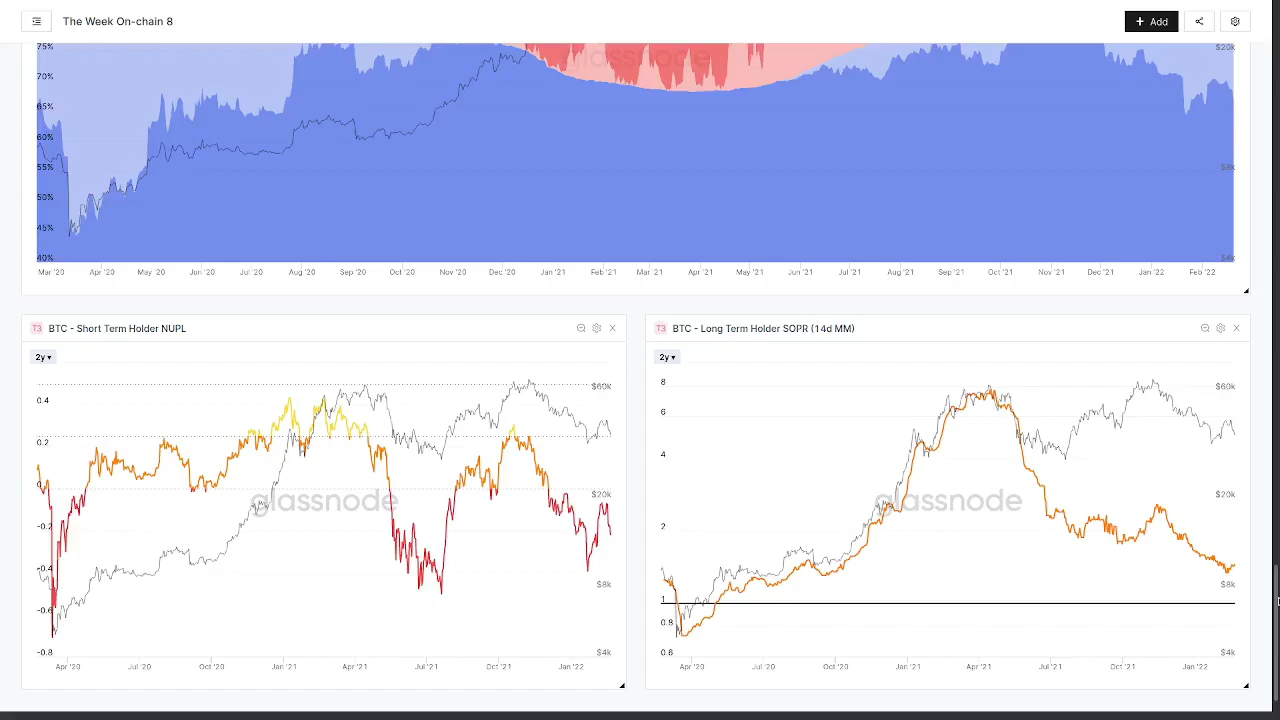 The Week On-chain 8
+ Add
glassnode
75%
70%
65%
60%
55%
50%
45%
40%
$20k
$8k
$4k
Mar '20 Apr '20 May '20 Jun '20 Jul '20 Aug '20 Sep '20 Oct '20 Nov '20 Dec '20 Jan '21 Feb '21 Mar '21 Apr '21 May '21 Jun '21 Jul '21 Aug '21 Sep '21 Oct '21 Nov '21 Dec '21 Jan '22 Feb '22
T3 BTC - Short Term Holder NUPL
2y
0.4
0.2
0
-0.2
-0.4
-0.6
-0.8
$60k
$20k
$8k
$4k
glassnode
Apr '20 Jul '20 Oct '20 Jan '21 Apr '21 Jul '21 Oct '21 Jan '22
T3 BTC - Long Term Holder SOPR (14d MM)
2y
8
6
4
2
1
0.8
0.6
$60k
$20k
$8k
$4k
glassnode
Apr '20 Jul '20 Oct '20 Jan '21 Apr '21 Jul '21 Oct '21 Jan '22